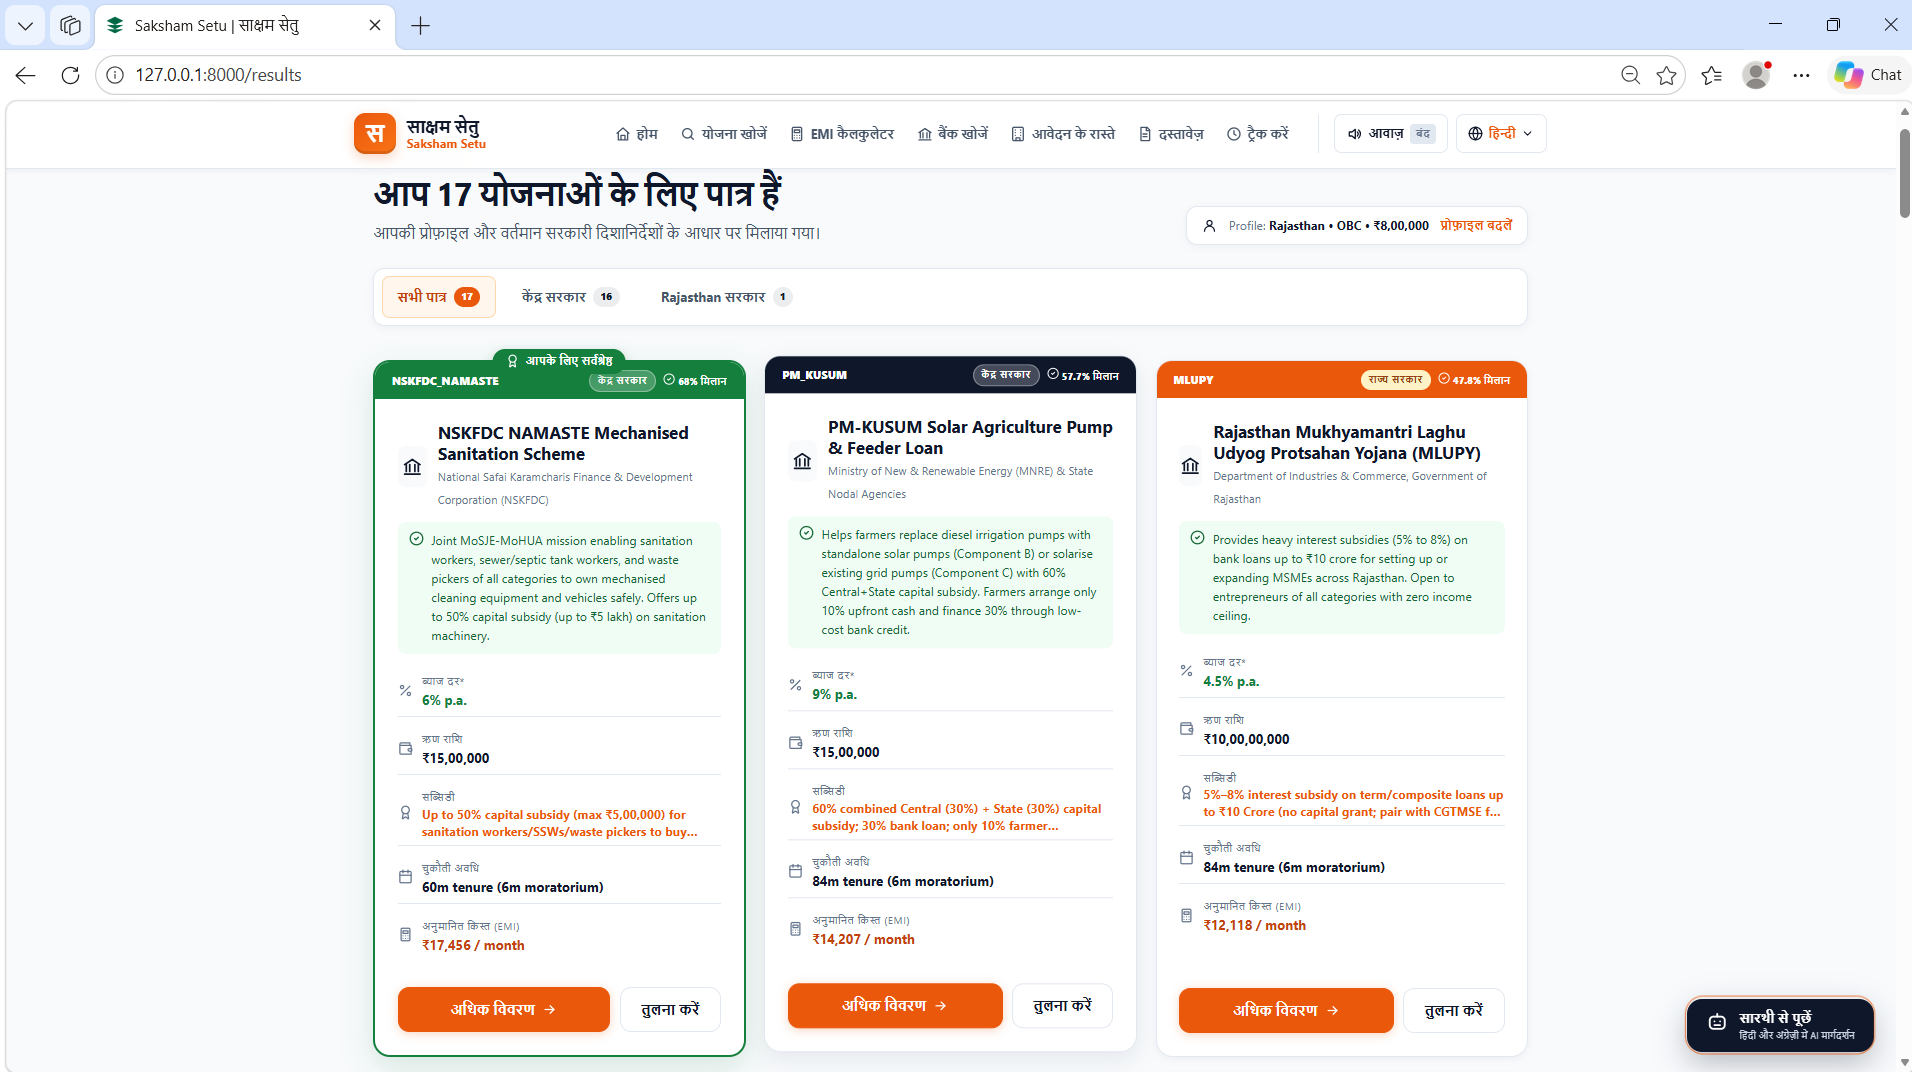 Saksham Setu | साक्षम सेतु
127.0.0.1:8000/results
Chat
स
साक्षम सेतु
Saksham Setu
होम
योजना खोजें
EMI कैलकुलेटर
बैंक खोजें
आवेदन के रास्ते
दस्तावेज़
ट्रैक करें
आवाज़ बंद
हिन्दी
आप 17 योजनाओं के लिए पात्र हैं
आपकी प्रोफ़ाइल और वर्तमान सरकारी दिशानिर्देशों के आधार पर मिलाया गया।
Profile: Rajasthan • OBC • ₹8,00,000 प्रोफ़ाइल बदलें
सभी पात्र 17
केंद्र सरकार 16
Rajasthan सरकार 1
आपके लिए सर्वश्रेष्ठ
NSKFDC_NAMASTE
केंद्र सरकार
68% मिलान
NSKFDC NAMASTE Mechanised
Sanitation Scheme
National Safai Karamcharis Finance & Development
Corporation (NSKFDC)
Joint MoSJE-MoHUA mission enabling sanitation
workers, sewer/septic tank workers, and waste
pickers of all categories to own mechanised
cleaning equipment and vehicles safely. Offers up
to 50% capital subsidy (up to ₹5 lakh) on sanitation
machinery.
ब्याज दर*
6% p.a.
ऋण राशि
₹15,00,000
सब्सिडी
Up to 50% capital subsidy (max ₹5,00,000) for
sanitation workers/SSWs/waste pickers to buy...
चुकौती अवधि
60m tenure (6m moratorium)
अनुमानित किस्त (EMI)
₹17,456 / month
अधिक विवरण →
तुलना करें
PM_KUSUM
केंद्र सरकार
57.7% मिलान
PM-KUSUM Solar Agriculture Pump
& Feeder Loan
Ministry of New & Renewable Energy (MNRE) & State
Nodal Agencies
Helps farmers replace diesel irrigation pumps with
standalone solar pumps (Component B) or solarise
existing grid pumps (Component C) with 60%
Central+State capital subsidy. Farmers arrange only
10% upfront cash and finance 30% through low-
cost bank credit.
ब्याज दर*
9% p.a.
ऋण राशि
₹15,00,000
सब्सिडी
60% combined Central (30%) + State (30%) capital
subsidy; 30% bank loan; only 10% farmer...
चुकौती अवधि
84m tenure (6m moratorium)
अनुमानित किस्त (EMI)
₹14,207 / month
अधिक विवरण →
तुलना करें
MLUPY
राज्य सरकार
47.8% मिलान
Rajasthan Mukhyamantri Laghu
Udyog Protsahan Yojana (MLUPY)
Department of Industries & Commerce, Government of
Rajasthan
Provides heavy interest subsidies (5% to 8%) on
bank loans up to ₹10 crore for setting up or
expanding MSMEs across Rajasthan. Open to
entrepreneurs of all categories with zero income
ceiling.
ब्याज दर*
4.5% p.a.
ऋण राशि
₹10,00,00,000
सब्सिडी
5%–8% interest subsidy on term/composite loans up
to ₹10 Crore (no capital grant; pair with CGTMSE f...
चुकौती अवधि
84m tenure (6m moratorium)
अनुमानित किस्त (EMI)
₹12,118 / month
अधिक विवरण →
तुलना करें
सारथी से पूछें
हिंदी और अंग्रेज़ी में AI मार्गदर्शन